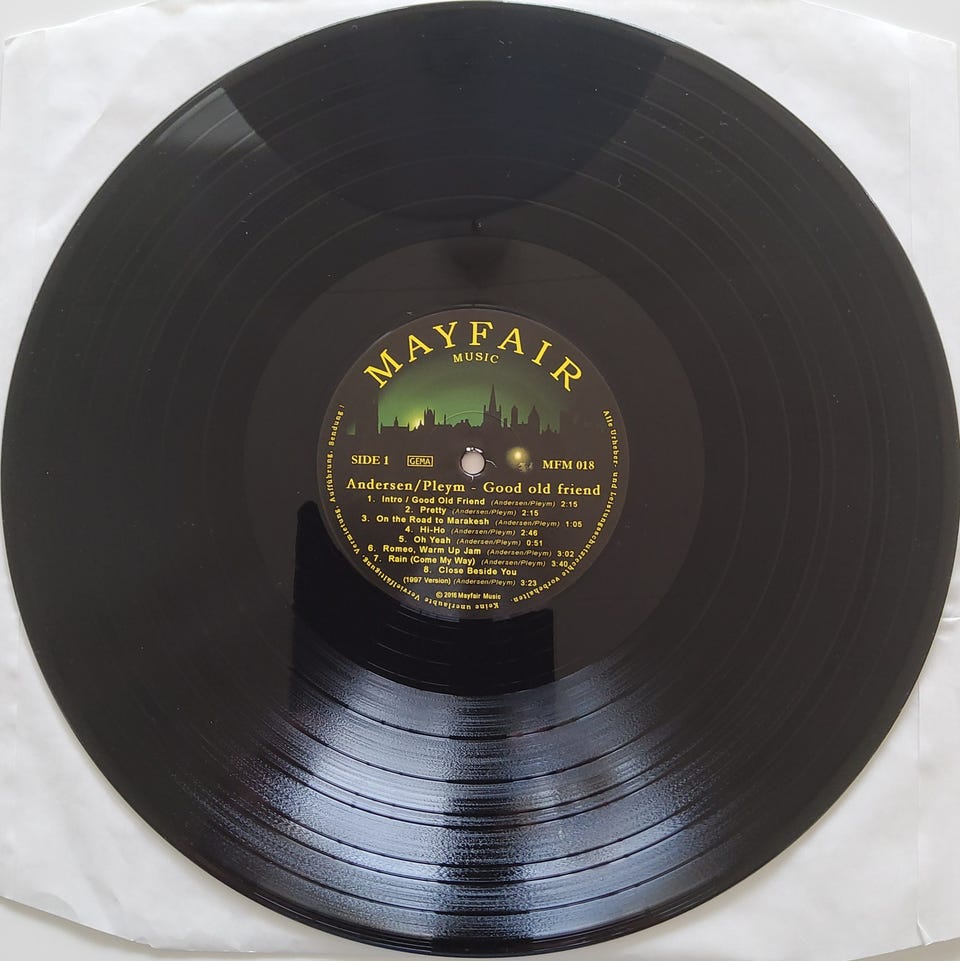 MAYFAIR
MUSIC
SIDE 1
GEMA
MFM 018
Andersen/Pleym - Good old friend
1. Intro / Good Old Friend (Andersen/Pleym) 2:15
2. Pretty (Andersen/Pleym) 2:15
3. On the Road to Marakesh (Andersen/Pleym) 1:05
4. Hi-Ho (Andersen/Pleym) 2:46
5. Oh Yeah (Andersen/Pleym) 0:51
6. Romeo, Warm Up Jam (Andersen/Pleym) 3:02
7. Rain (Come My Way) (Andersen/Pleym) 3:40
8. Close Beside You
(1997 Version) (Andersen/Pleym) 3:23
© 2016 Mayfair Music
Alle Urheber- und Leistungsschutzrechte vorbehalten. Keine unerlaubte Vervielfältigung, Vermietung, Aufführung, Sendung!